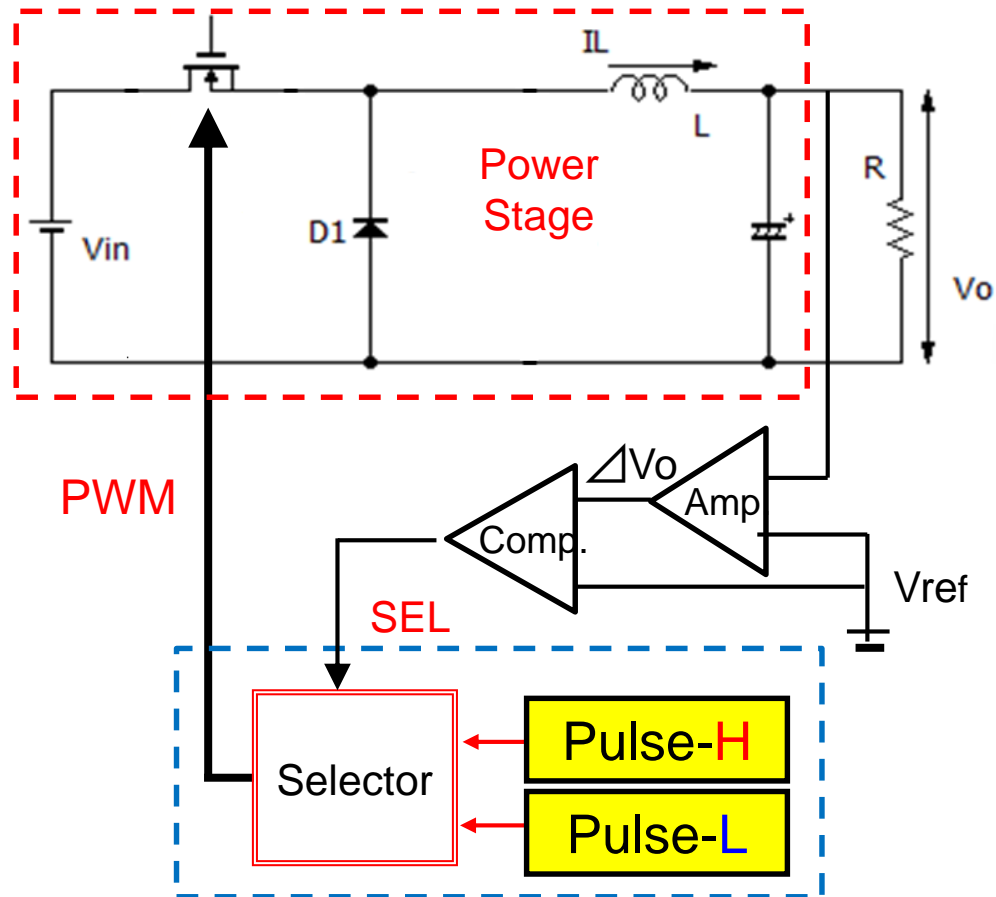 IL
L
Power
Stage
R
Vin
D1
+
Vo
PWM
⊿Vo
Amp
Comp.
Vref
SEL
Selector
Pulse-H
Pulse-L